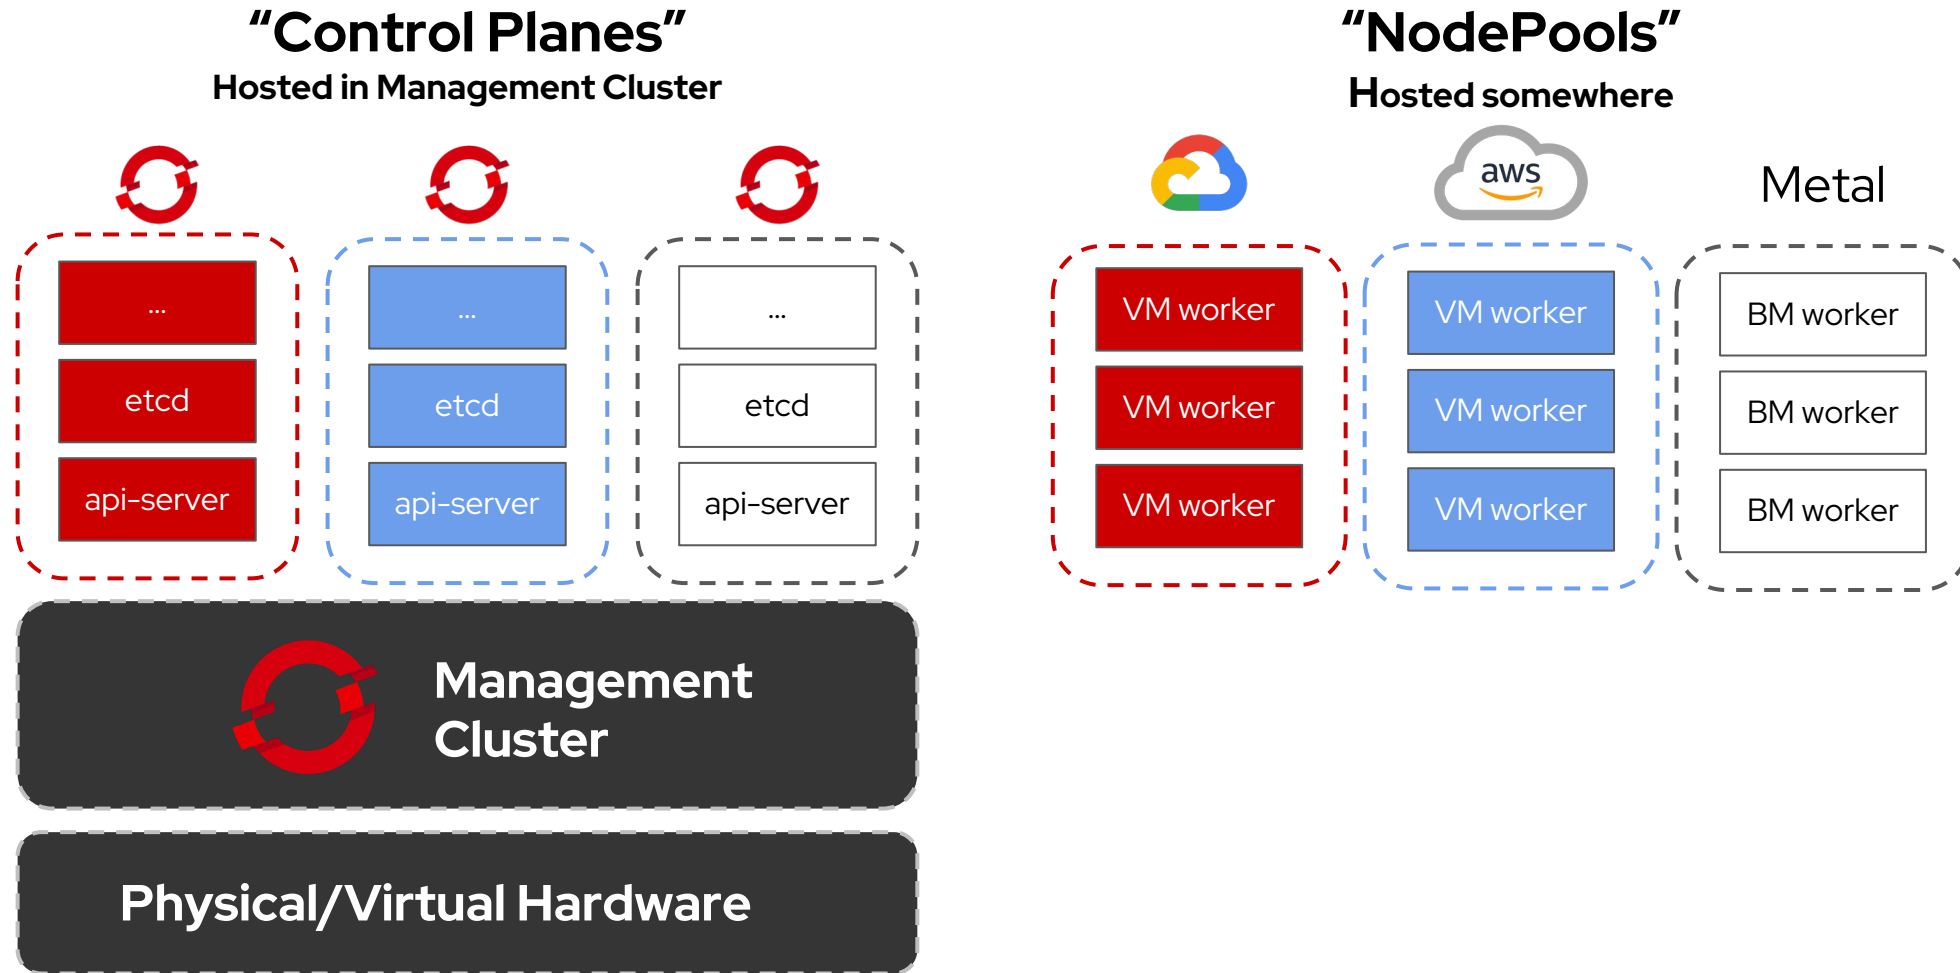 “Control Planes”
Hosted in Management Cluster
...
etcd
api-server
...
etcd
api-server
...
etcd
api-server
Management
Cluster
Physical/Virtual Hardware
“NodePools”
Hosted somewhere
aws
Metal
VM worker
VM worker
VM worker
VM worker
VM worker
VM worker
BM worker
BM worker
BM worker